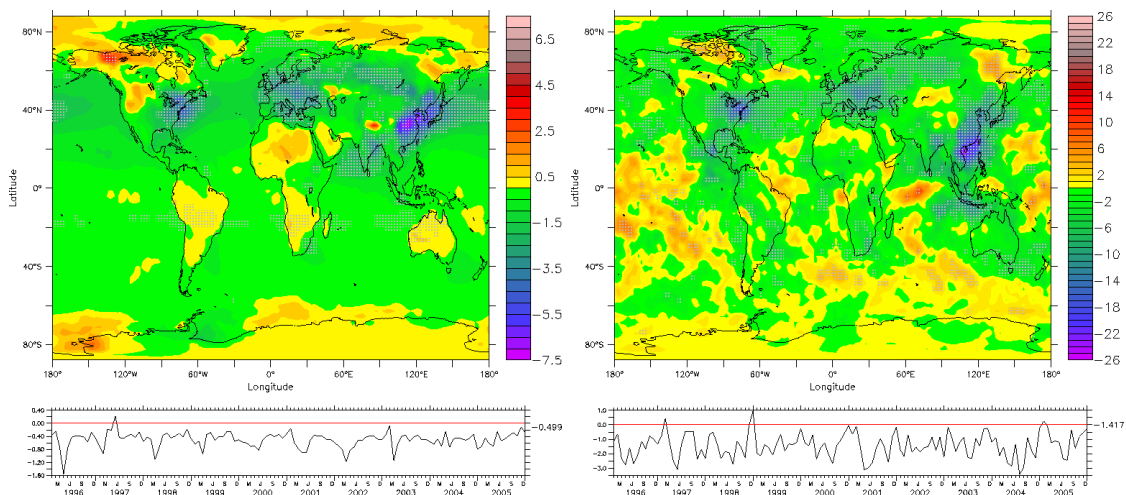 80°N
40°N
0°
40°S
80°S
Latitude
180°W
120°W
60°W
0°
60°E
120°E
180°E
Longitude
6.5
4.5
2.5
0.5
-1.5
-3.5
-5.5
-7.5
80°N
40°N
0°
40°S
80°S
Latitude
180°W
120°W
60°W
0°
60°E
120°E
180°E
Longitude
26
22
18
14
10
6
2
-2
-6
-10
-14
-18
-22
-26
0.40
0.00
-0.40
-0.80
-1.20
-1.60
-0.499
M J S D M J S D M J S D M J S D M J S D M J S D M J S D M J S D M J S D M J S D
1996 1997 1998 1999 2000 2001 2002 2003 2004 2005
1.0
0.0
-1.0
-2.0
-3.0
-1.417
M J S D M J S D M J S D M J S D M J S D M J S D M J S D M J S D M J S D M J S D
1996 1997 1998 1999 2000 2001 2002 2003 2004 2005